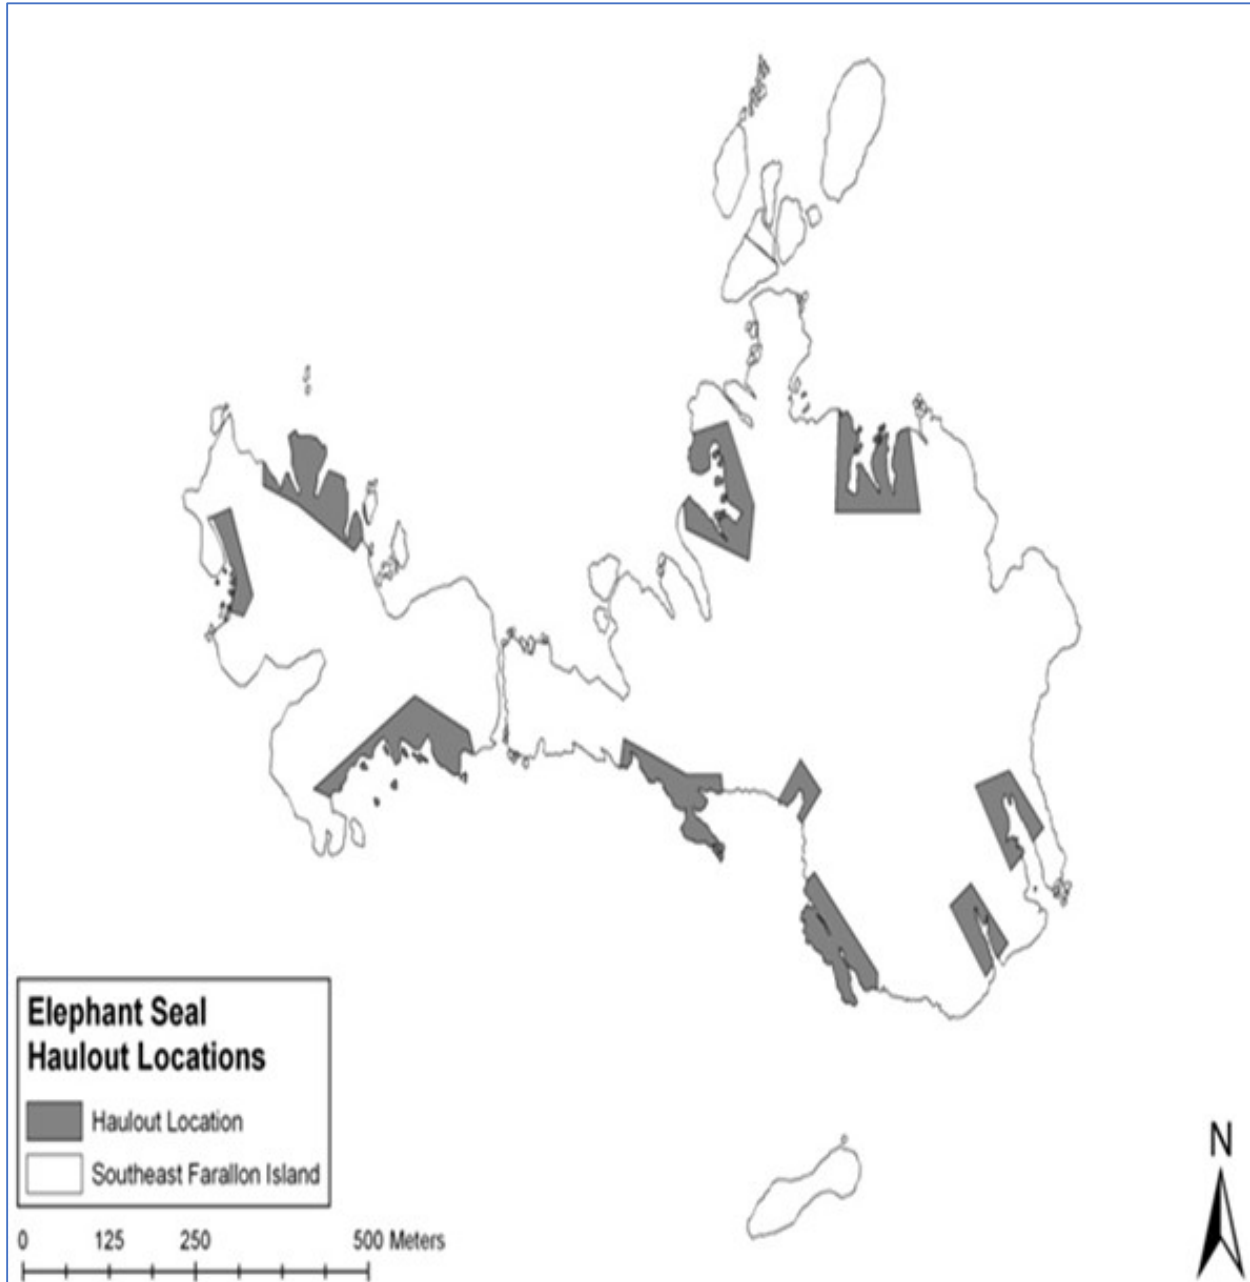 N
Elephant Seal
Haulout Locations
Haulout Location
Southeast Farallon Island
0 125 250 500 Meters